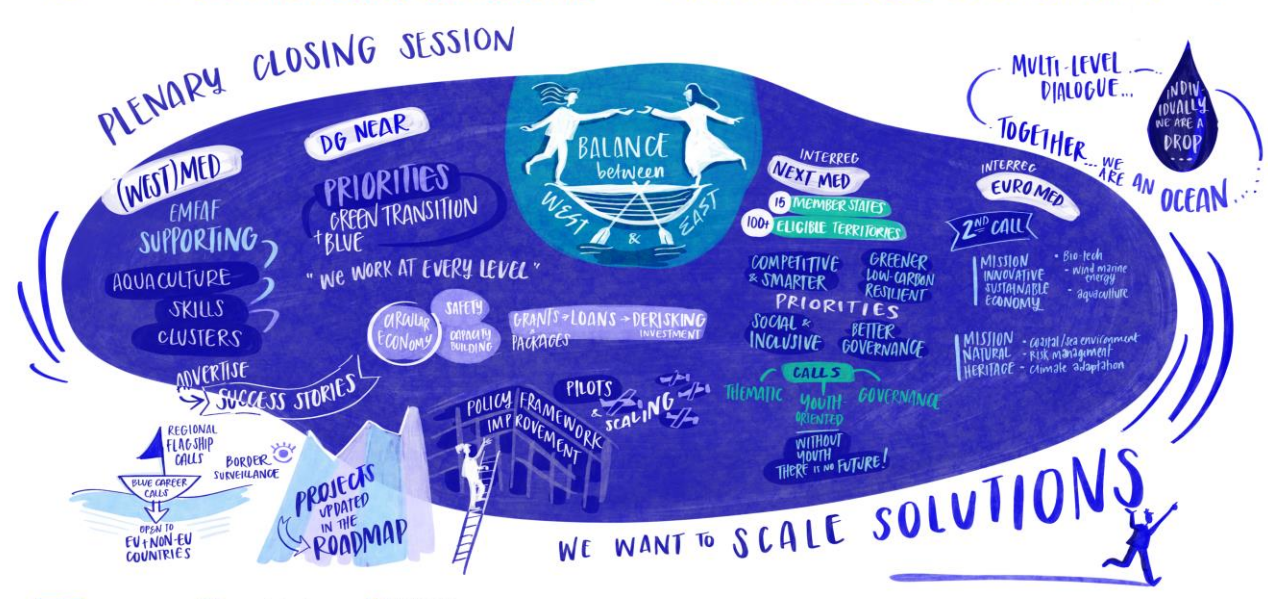 PLENARY CLOSING SESSION
(WEST)MED
EMFAF
SUPPORTING
AQUACULTURE
SKILLS
CLUSTERS
ADVERTISE
SUCCESS STORIES
REGIONAL
FLAGSHIP
CALLS
BLUE CAREER
CALLS
OPEN TO
EU + NON-EU
COUNTRIES
BORDER
SURVEILLANCE
PROJECTS
UPDATED
IN THE
ROADMAP
DG NEAR
PRIORITIES
GREEN TRANSITION
+ BLUE
"WE WORK AT EVERY LEVEL"
CIRCULAR
ECONOMY
SAFETY
CAPACITY
BUILDING
GRANTS → LOANS → DERISKING
& PACKAGES
INVESTMENT
POLICY FRAMEWORK
IMPROVEMENT
PILOTS
& SCALING
BALANCE
between
WEST & EAST
INTERREG
NEXT MED
15 MEMBER STATES
100+ ELIGIBLE TERRITORIES
COMPETITIVE
& SMARTER
GREENER
LOW-CARBON
RESILIENT
PRIORITIES
SOCIAL &
INCLUSIVE
BETTER
GOVERNANCE
CALLS
THEMATIC
YOUTH
ORIENTED
GOVERNANCE
WITHOUT
YOUTH
THERE is NO FUTURE!
INTERREG
EURO MED
2ND CALL
MISSION
INNOVATIVE
SUSTAINABLE
ECONOMY
• Bio-tech
- wind marine
energy
- aquaculture
MISSION
NATURAL
HERITAGE
- coastal/sea environment
- Risk management
- climate adaptation
MULTI-LEVEL
DIALOGUE...
INDIV-
IDUALLY
WE ARE A
DROP
...
TOGETHER... WE
ARE AN OCEAN...
WE WANT to SCALE SOLUTIONS